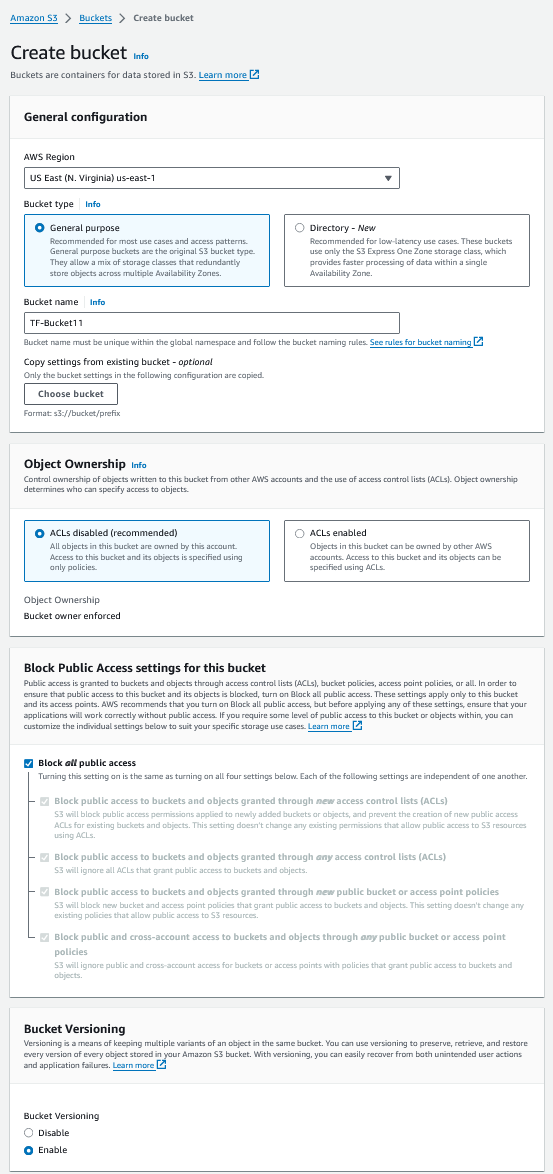 Amazon S3 > Buckets > Create bucket
Create bucket Info
Buckets are containers for data stored in S3. Learn more
General configuration
AWS Region
US East (N. Virginia) us-east-1
Bucket type Info
General purpose
Recommended for most use cases and access patterns.
General purpose buckets are the original S3 bucket type.
They allow a mix of storage classes that redundantly
store objects across multiple Availability Zones.
Directory - New
Recommended for low-latency use cases. These buckets
use only the S3 Express One Zone storage class,
which provides faster processing of data within a single
Availability Zone.
Bucket name Info
TF-Bucket11
Bucket name must be unique within the global namespace and follow the bucket naming rules. See rules for bucket naming
Copy settings from existing bucket - optional
Only the bucket settings in the following configuration are copied.
Choose bucket
Format: s3://bucket/prefix
Object Ownership Info
Control ownership of objects written to this bucket from other AWS accounts and the use of access control lists (ACLs). Object ownership
determines who can specify access to objects.
ACLs disabled (recommended)
All objects in this bucket are owned by this account.
Access to this bucket and its objects is specified using
only policies.
ACLs enabled
Objects in this bucket can be owned by other AWS
accounts. Access to this bucket and its objects can be
specified using ACLs.
Object Ownership
Bucket owner enforced
Block Public Access settings for this bucket
Public access is granted to buckets and objects through access control lists (ACLs), bucket policies, access point policies, or all. In order to
ensure that public access to this bucket and its objects is blocked, turn on Block all public access. These settings apply only to this bucket
and its access points. AWS recommends that you turn on Block all public access, but before applying any of these settings, ensure that your
applications will work correctly without public access. If you require some level of public access to this bucket or objects within, you can
customize the individual settings below to suit your specific storage use cases. Learn more
Block all public access
Turning this setting on is the same as turning on all four settings below. Each of the following settings are independent of one another.
Block public access to buckets and objects granted through new access control lists (ACLs)
S3 will block public access permissions applied to newly added buckets or objects, and prevent the creation of new public access
ACLs for existing buckets and objects. This setting doesn't change any existing permissions that allow public access to S3 resources
using ACLs.
Block public access to buckets and objects granted through any access control lists (ACLs)
S3 will ignore all ACLs that grant public access to buckets and objects.
Block public access to buckets and objects granted through new public bucket or access point policies
S3 will block new bucket and access point policies that grant public access to buckets and objects. This setting doesn't change any
existing policies that allow public access to S3 resources.
Block public and cross-account access to buckets and objects through any public bucket or access point
policies
S3 will ignore public and cross-account access for buckets or access points with policies that grant public access to buckets and
objects.
Bucket Versioning
Versioning is a means of keeping multiple variants of an object in the same bucket. You can use versioning to preserve, retrieve, and restore
every version of every object stored in your Amazon S3 bucket. With versioning, you can easily recover from both unintended user actions
and application failures. Learn more
Bucket Versioning
Disable
Enable